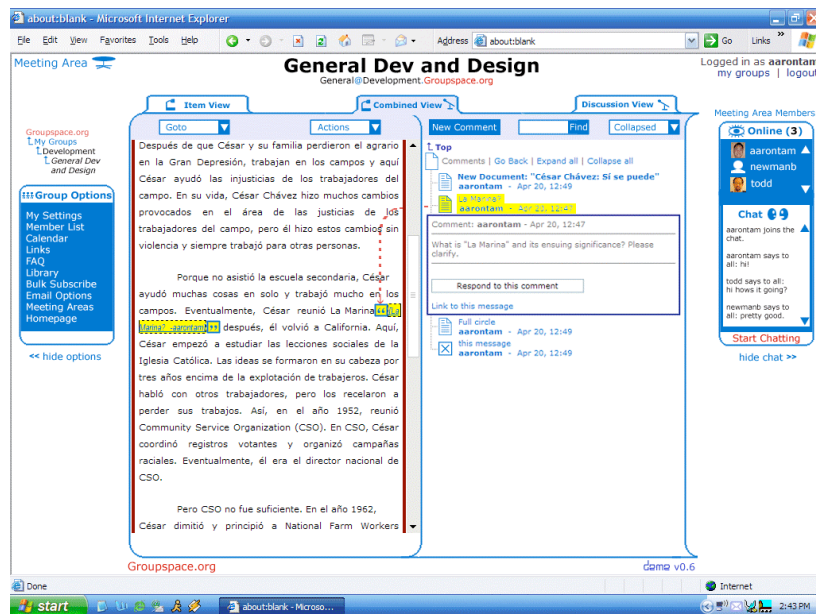 about:blank - Microsoft Internet Explorer
File Edit View Favorites Tools Help
Address about:blank Go Links »
Meeting Area
General Dev and Design
General@Development.Groupspace.org
Logged in as aarontam
my groups | logout
Item View
Combined View
Discussion View
Goto
Actions
New Comment
Find
Collapsed
Groupspace.org
My Groups
Development
General Dev
and Design
Group Options
My Settings
Member List
Calendar
Links
FAQ
Library
Bulk Subscribe
Email Options
Meeting Areas
Homepage
<< hide options
Después de que César y su familia perdieron el agrario
en la Gran Depresión, trabajan en los campos y aquí
César ayudó las injusticias de los trabajadores del
campo. En su vida, César Chávez hizo muchos cambios
provocados en el área de las justicias de los
trabajadores del campo, pero él hizo estos cambios sin
violencia y siempre trabajó para otras personas.
Porque no asistió la escuela secondaria, César
ayudó muchas cosas en solo y trabajó mucho en los
campos. Eventualmente, César reunió La Marina [La
Marina? -aarontam] después, él volvió a California. Aquí,
César empezó a estudiar las lecciones sociales de la
Iglesia Católica. Las ideas se formaron en su cabeza por
tres años encima de la explotación de trabajeros. César
habló con otros trabajadores, pero los recelaron a
perder sus trabajos. Así, en el año 1952, reunió
Community Service Organization (CSO). En CSO, César
coordinó registros votantes y organizó campañas
raciales. Eventualmente, él era el director nacional de
CSO.
Pero CSO no fue suficiente. En el año 1962,
César dimitió y principió a National Farm Workers
Top
Comments | Go Back | Expand all | Collapse all
New Document: "César Chávez: Sí se puede"
aarontam - Apr 20, 12:49
La Marina?
aarontam - Apr 20, 12:47
Comment: aarontam - Apr 20, 12:47
What is "La Marina" and its ensuing significance? Please
clarify.
Respond to this comment
Link to this message
Full circle
aarontam - Apr 20, 12:49
this message
aarontam - Apr 20, 12:49
Meeting Area Members
Online (3)
aarontam
newmanb
todd
Chat
aarontam joins the
chat.
aarontam says to
all: hi!
todd says to all:
hi hows it going?
newmanb says to
all: pretty good.
Start Chatting
hide chat >>
Groupspace.org
deme v0.6
Done
Internet
start
about:blank - Microso...
2:43 PM